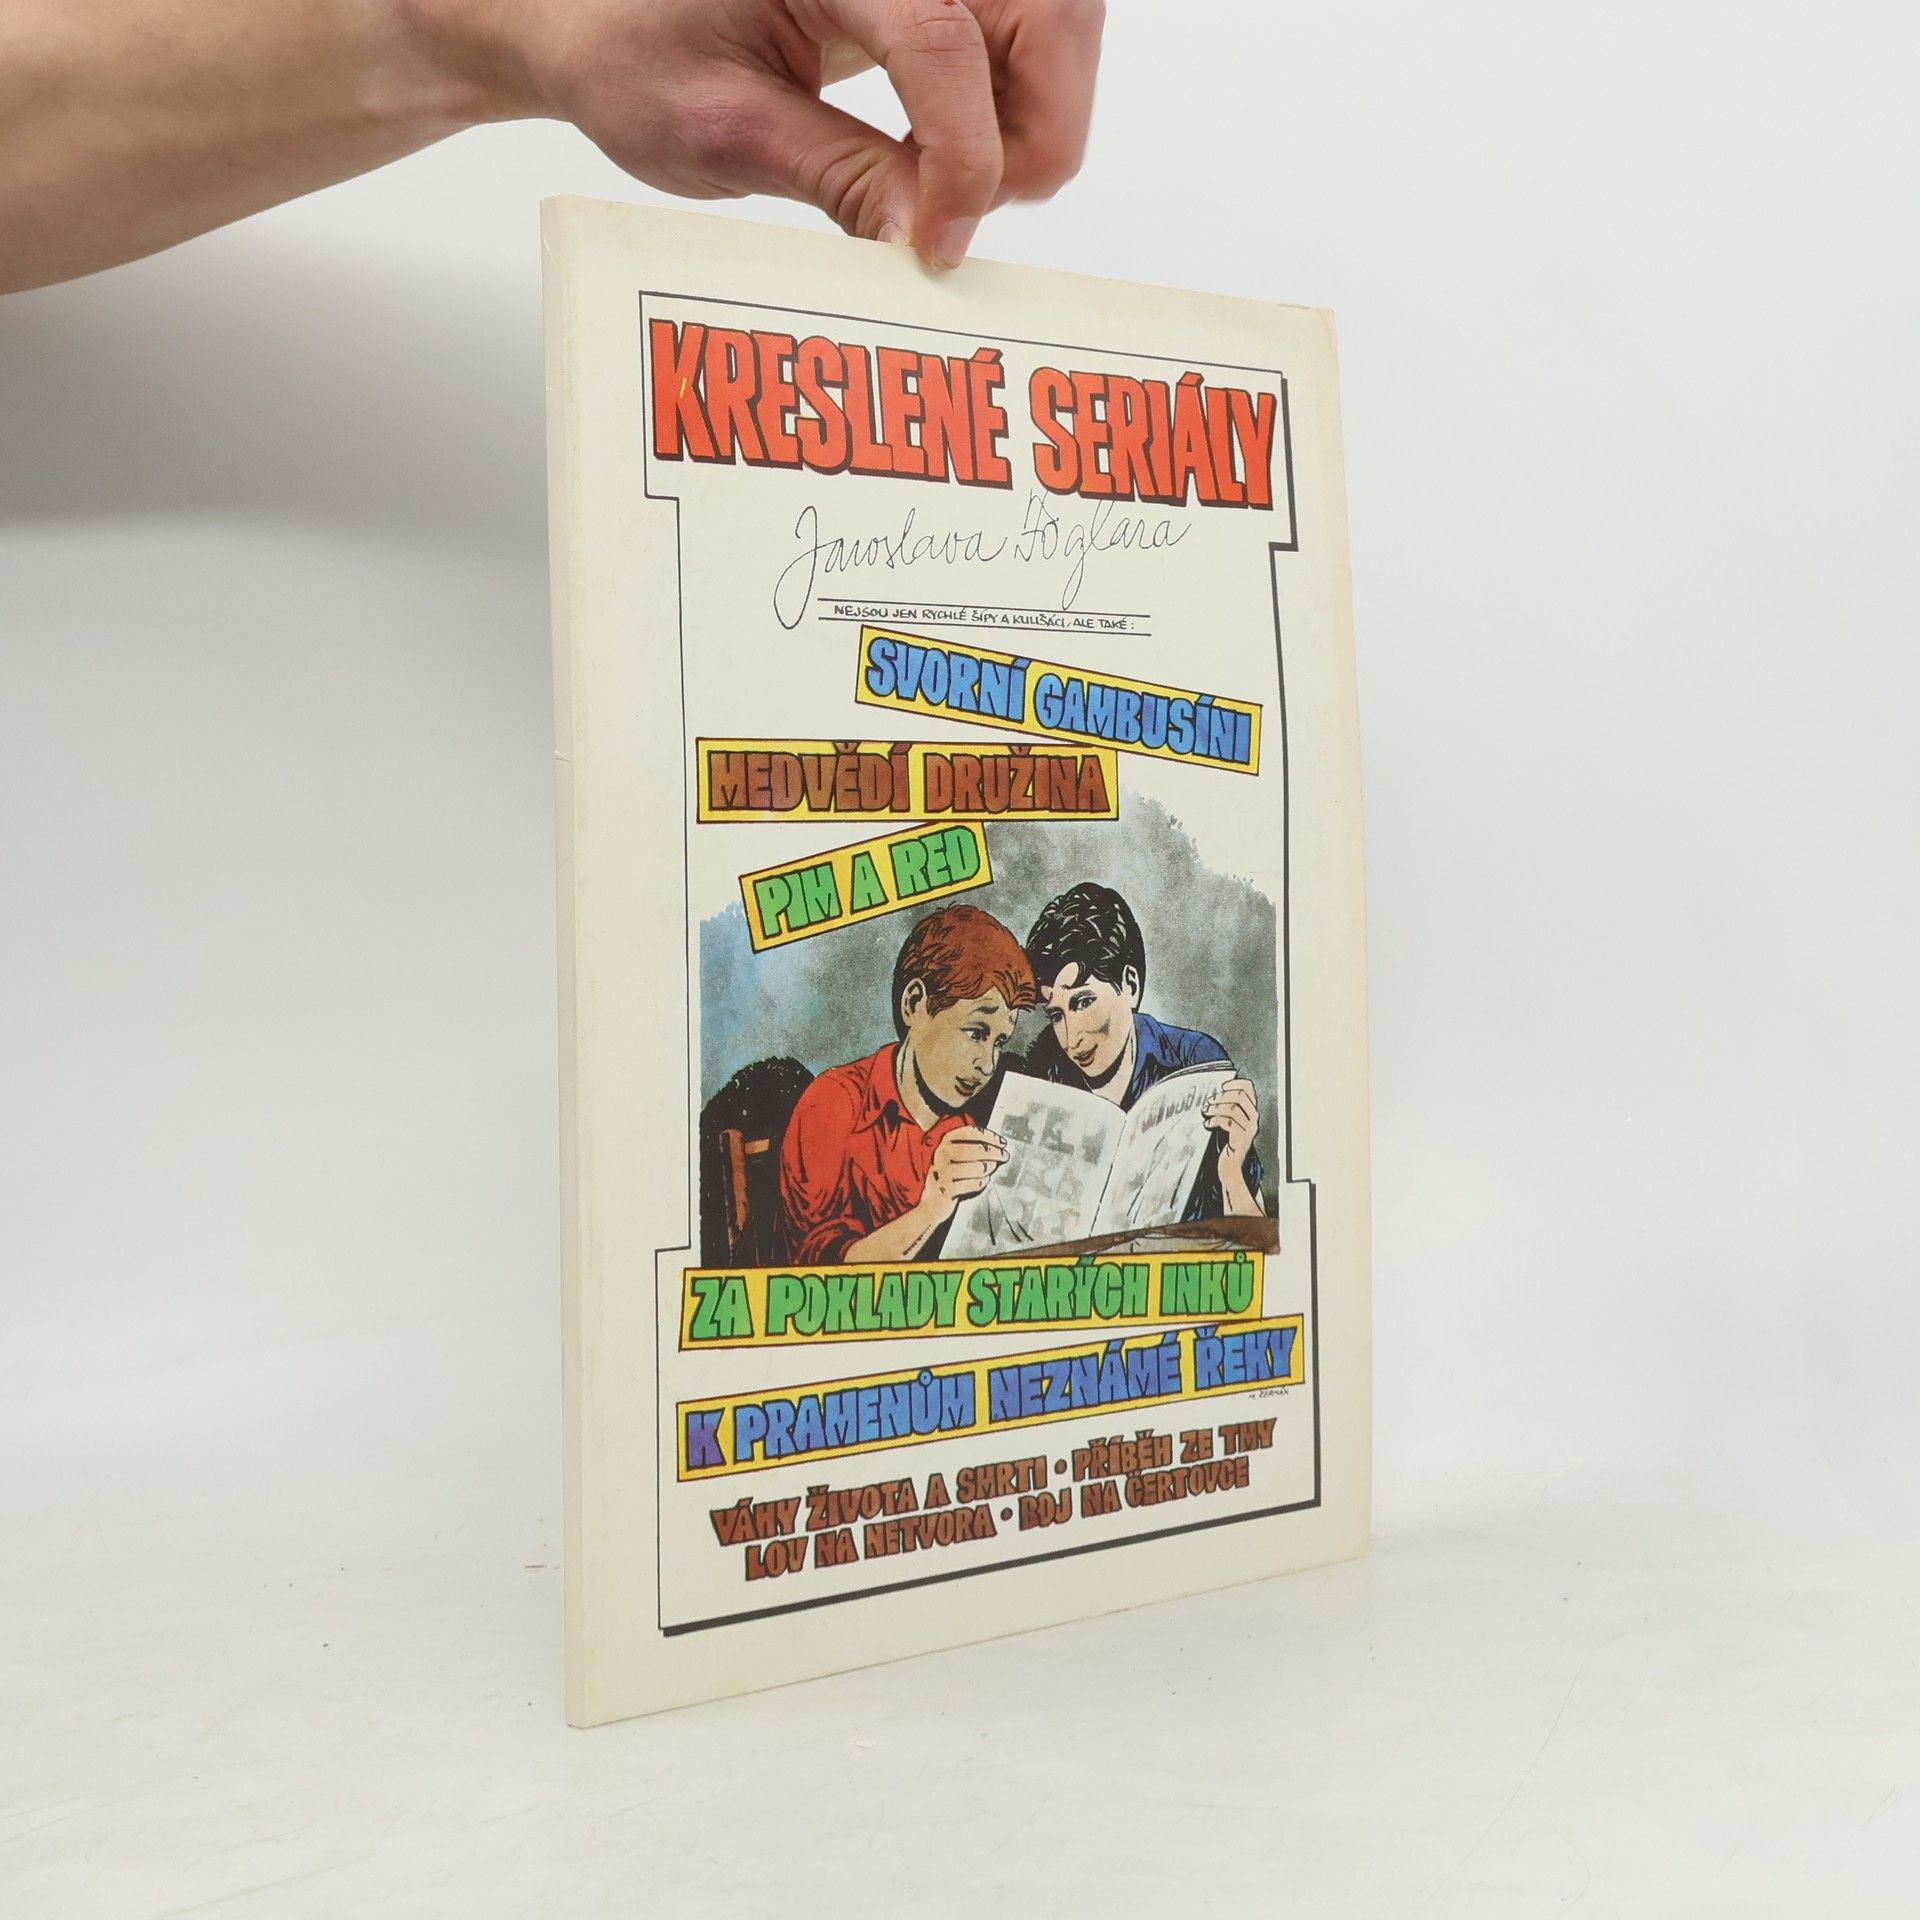 KRESLENÉ SERIÁLY
Jaroslava Foglara
NEJSOU JEN RYCHLÉ ŠÍPY A KULIŠÁCI, ALE TAKÉ:
SVORNÍ GAMBUSÍNI
MEDVĚDÍ DRUŽINA
PIM A RED
ZA POKLADY STARÝCH INKŮ
K PRAMENŮM NEZNÁMÉ ŘEKY
M. ČERMÁK
VÁHY ŽIVOTA A SMRTI • PŘÍBĚH ZE TMY
LOV NA NETVORA • BOJ NA ČERTOVCE